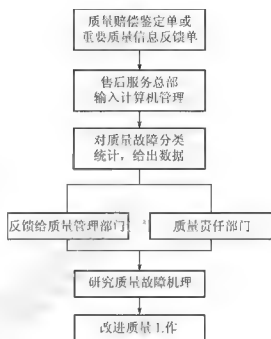 质量赔偿鉴定单或
重要质量信息反馈单
售后服务总部
输入计算机管理
对质量故障分类
统计,给出数据
反馈给质量管理部门
质量责任部门
研究质量故障机理
改进质量工作